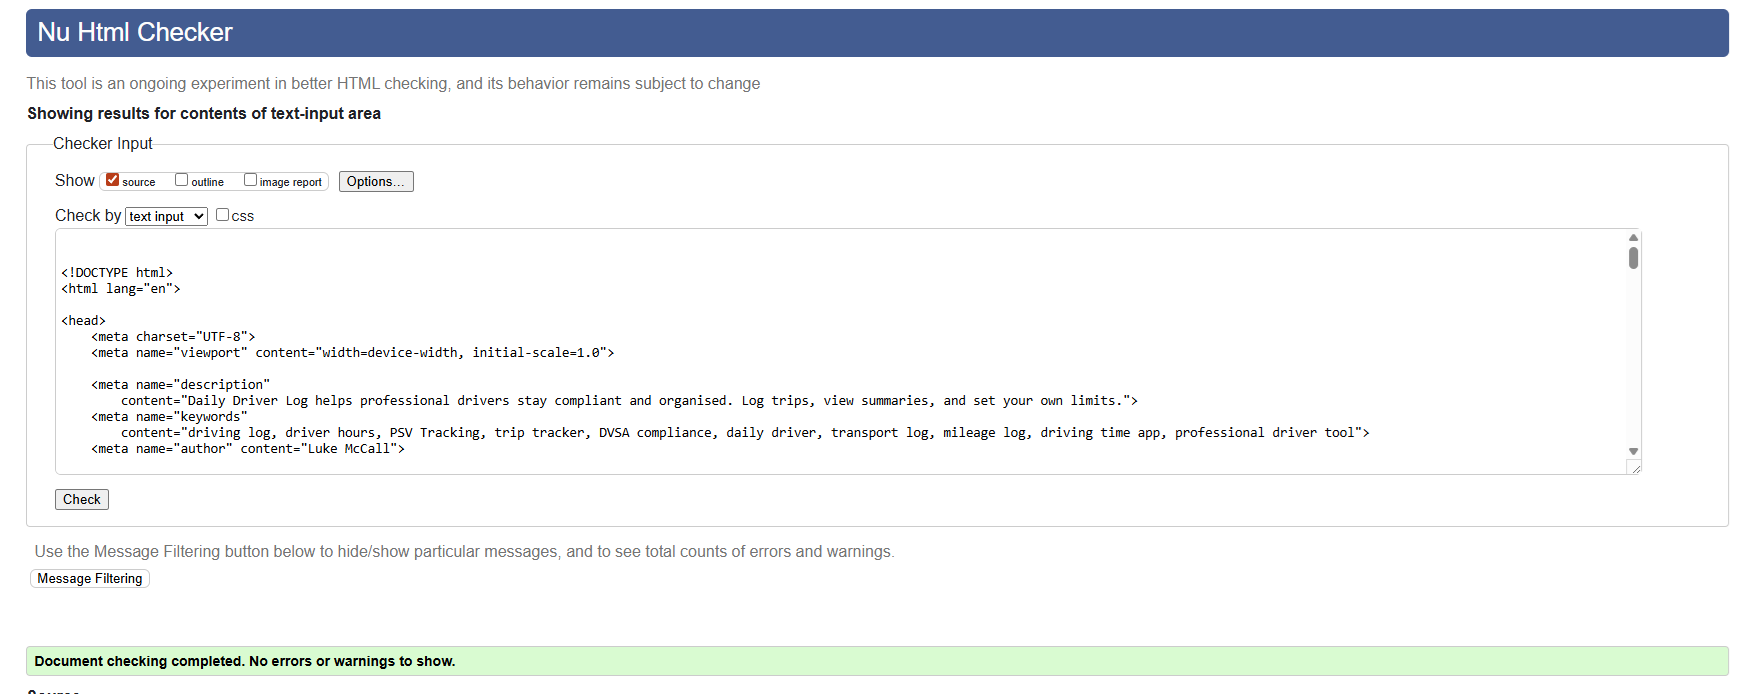 Nu Html Checker
This tool is an ongoing experiment in better HTML checking, and its behavior remains subject to change
Showing results for contents of text-input area
Checker Input
Show source outline image report Options...
Check by text input css
<!DOCTYPE html>
<html lang="en">
<head>
<meta charset="UTF-8">
<meta name="viewport" content="width=device-width, initial-scale=1.0">
<meta name="description"
content="Daily Driver Log helps professional drivers stay compliant and organised. Log trips, view summaries, and set your own limits.">
<meta name="keywords"
content="driving log, driver hours, PSV Tracking, trip tracker, DVSA compliance, daily driver, transport log, mileage log, driving time app, professional driver tool">
<meta name="author" content="Luke McCall">
Check
Use the Message Filtering button below to hide/show particular messages, and to see total counts of errors and warnings.
Message Filtering
Document checking completed. No errors or warnings to show.